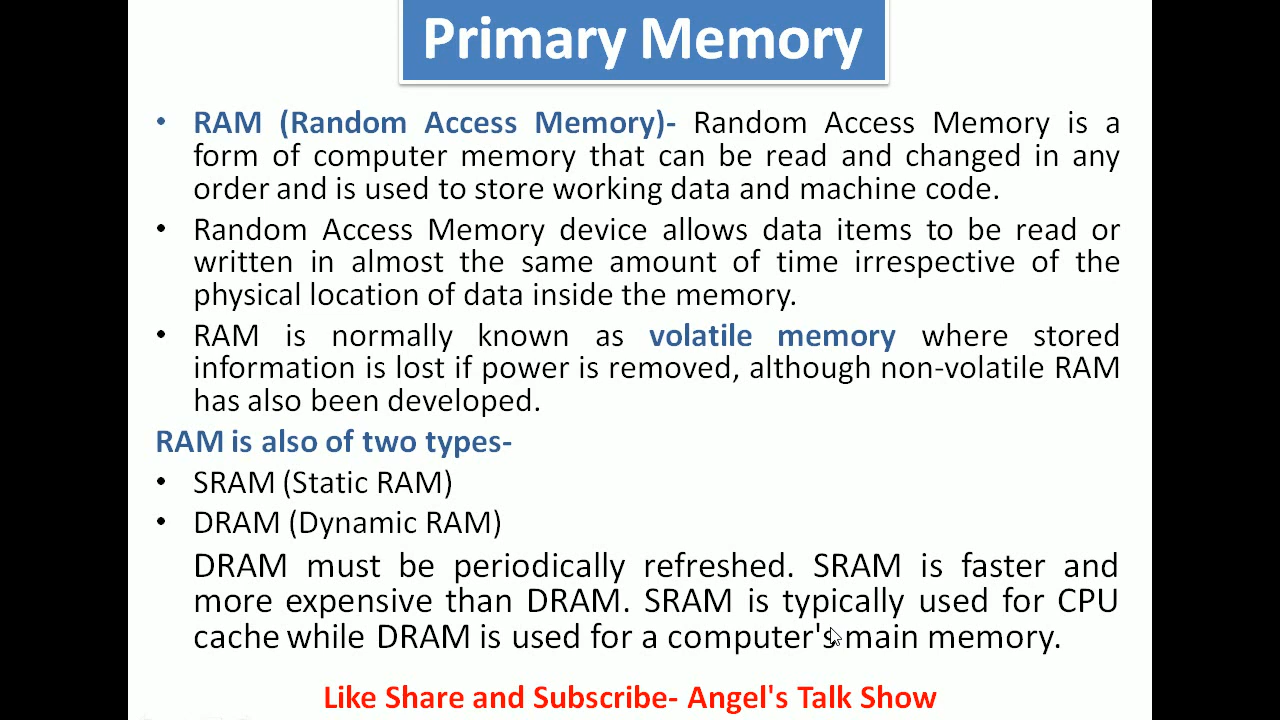 Primary Memory
• RAM (Random Access Memory)- Random Access Memory is a
form of computer memory that can be read and changed in any
order and is used to store working data and machine code.
• Random Access Memory device allows data items to be read or
written in almost the same amount of time irrespective of the
physical location of data inside the memory.
• RAM is normally known as volatile memory where stored
information is lost if power is removed, although non-volatile RAM
has also been developed.
RAM is also of two types-
• SRAM (Static RAM)
• DRAM (Dynamic RAM)
DRAM must be periodically refreshed. SRAM is faster and
more expensive than DRAM. SRAM is typically used for CPU
cache while DRAM is used for a computer's main memory.
Like Share and Subscribe- Angel's Talk Show